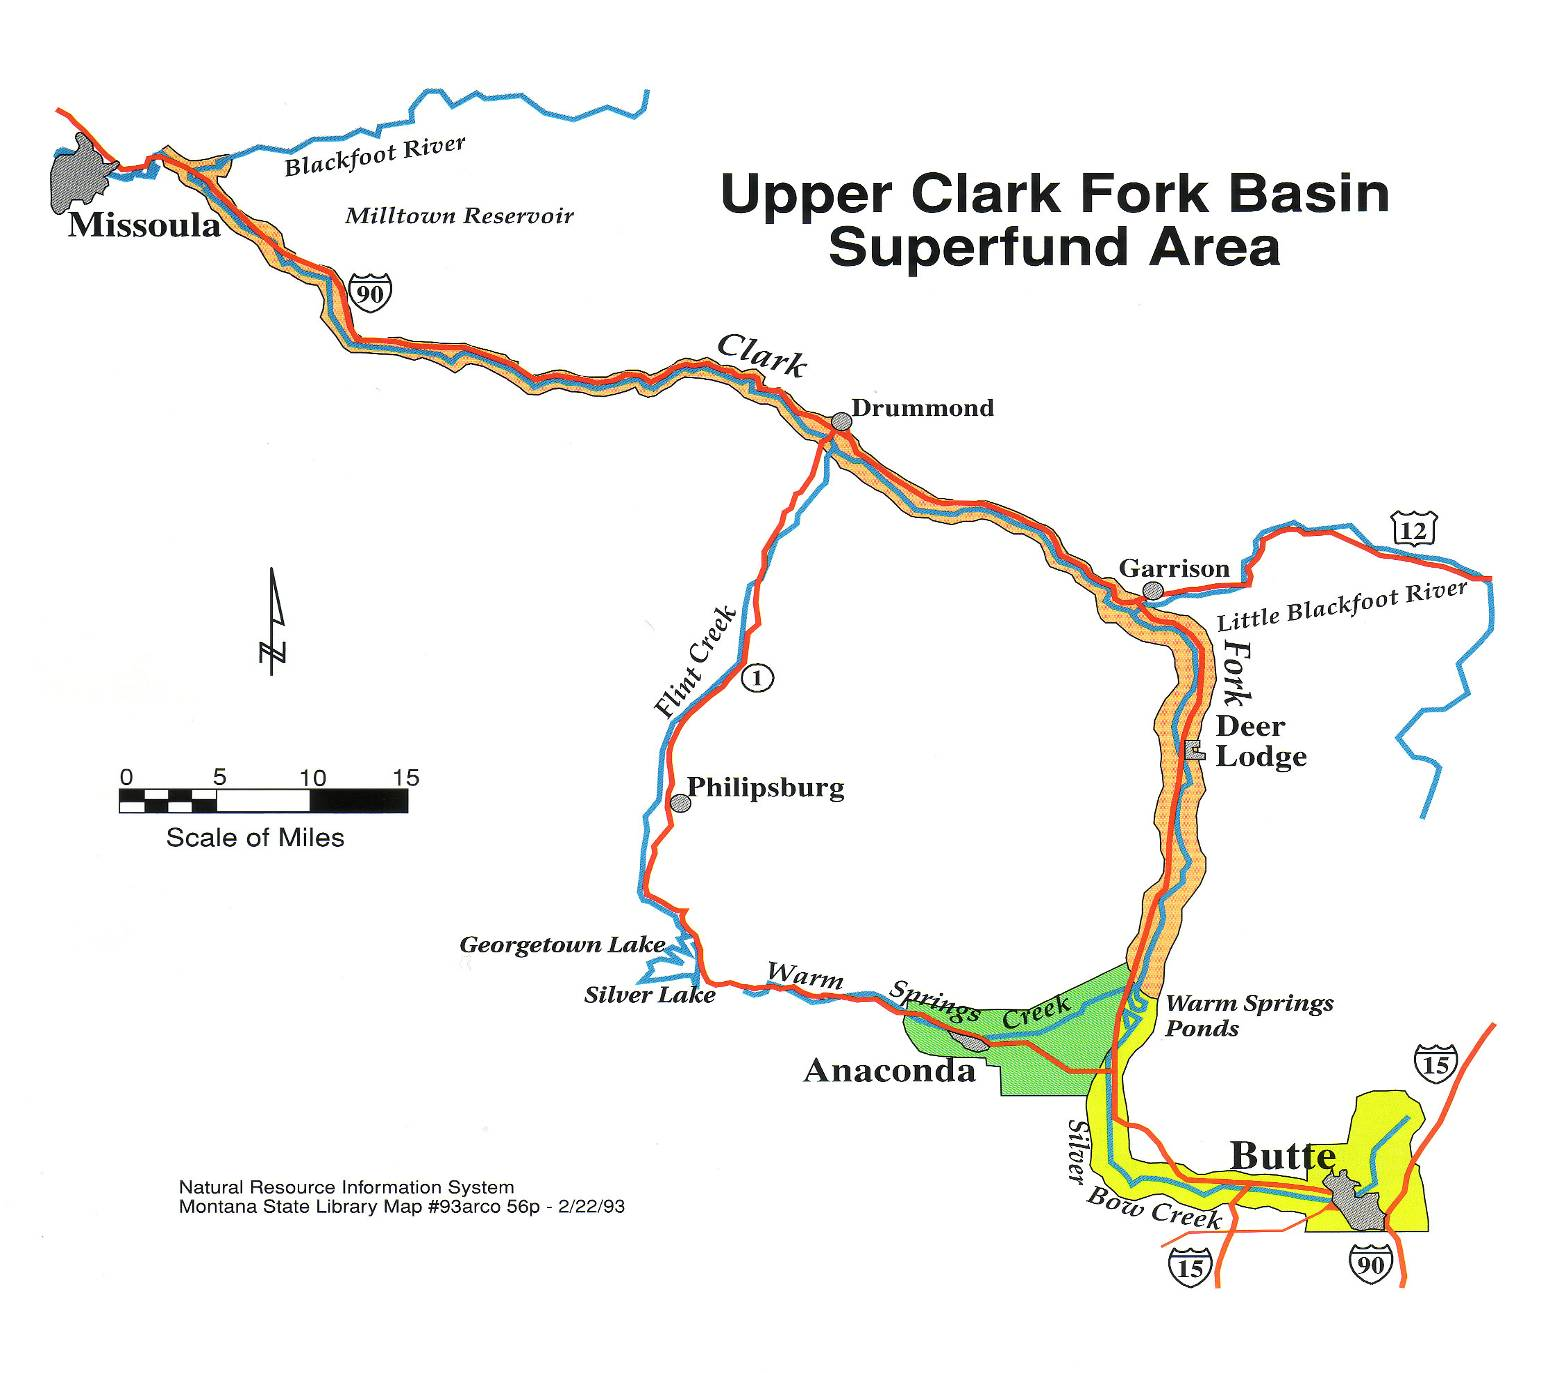 Upper Clark Fork Basin
Superfund Area
Blackfoot River
Milltown Reservoir
Missoula
90
Clark
Drummond
12
Garrison
Little Blackfoot River
Fork
Flint Creek
1
Deer
Lodge
0 5 10 15
Scale of Miles
Philipsburg
Georgetown Lake
Silver Lake
Warm Springs Creek
Warm Springs
Ponds
Anaconda
15
Silver Bow Creek
Butte
15
90
Natural Resource Information System
Montana State Library Map #93arco 56p - 2/22/93
N